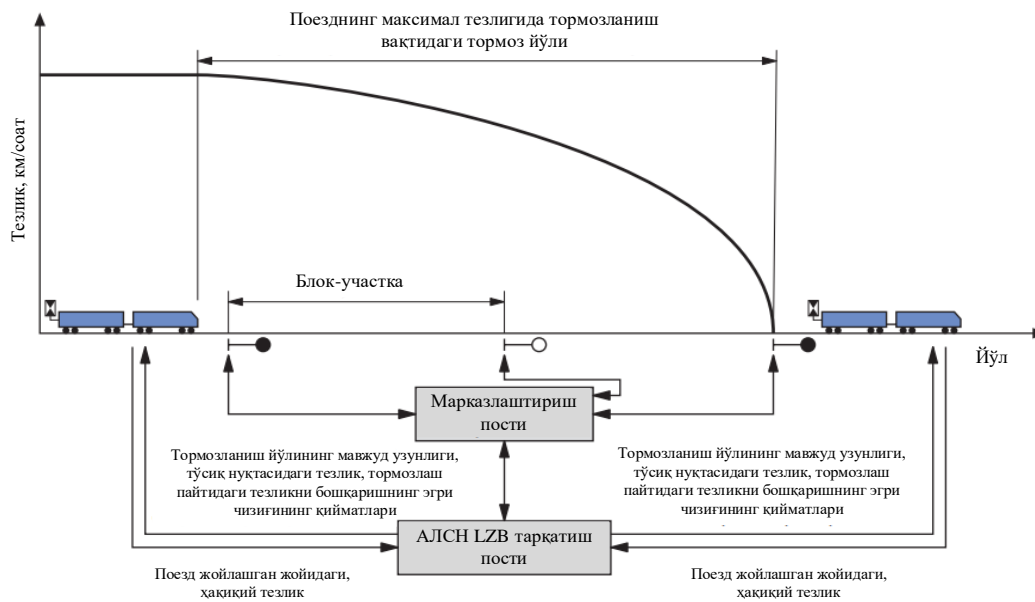 Поезднинг максимал тезлигида тормозланиш
вақтидаги тормоз йўли
Тезлик, км/соат
Блок-участка
Йўл
Марказлаштириш
пости
Тормозланиш йўлининг мавжуд узунлиги,
тўсиқ нуқтасидаги тезлик, тормозлаш
пайтидаги тезликни бошқаришнинг эгри
чизиғининг қийматлари
Тормозланиш йўлининг мавжуд узунлиги,
тўсиқ нуқтасидаги тезлик, тормозлаш
пайтидаги тезликни бошқаришнинг эгри
чизиғининг қийматлари
АЛСН LZB тарқатиш
пости
Поезд жойлашган жойидаги,
ҳақиқий тезлик
Поезд жойлашган жойидаги,
ҳақиқий тезлик